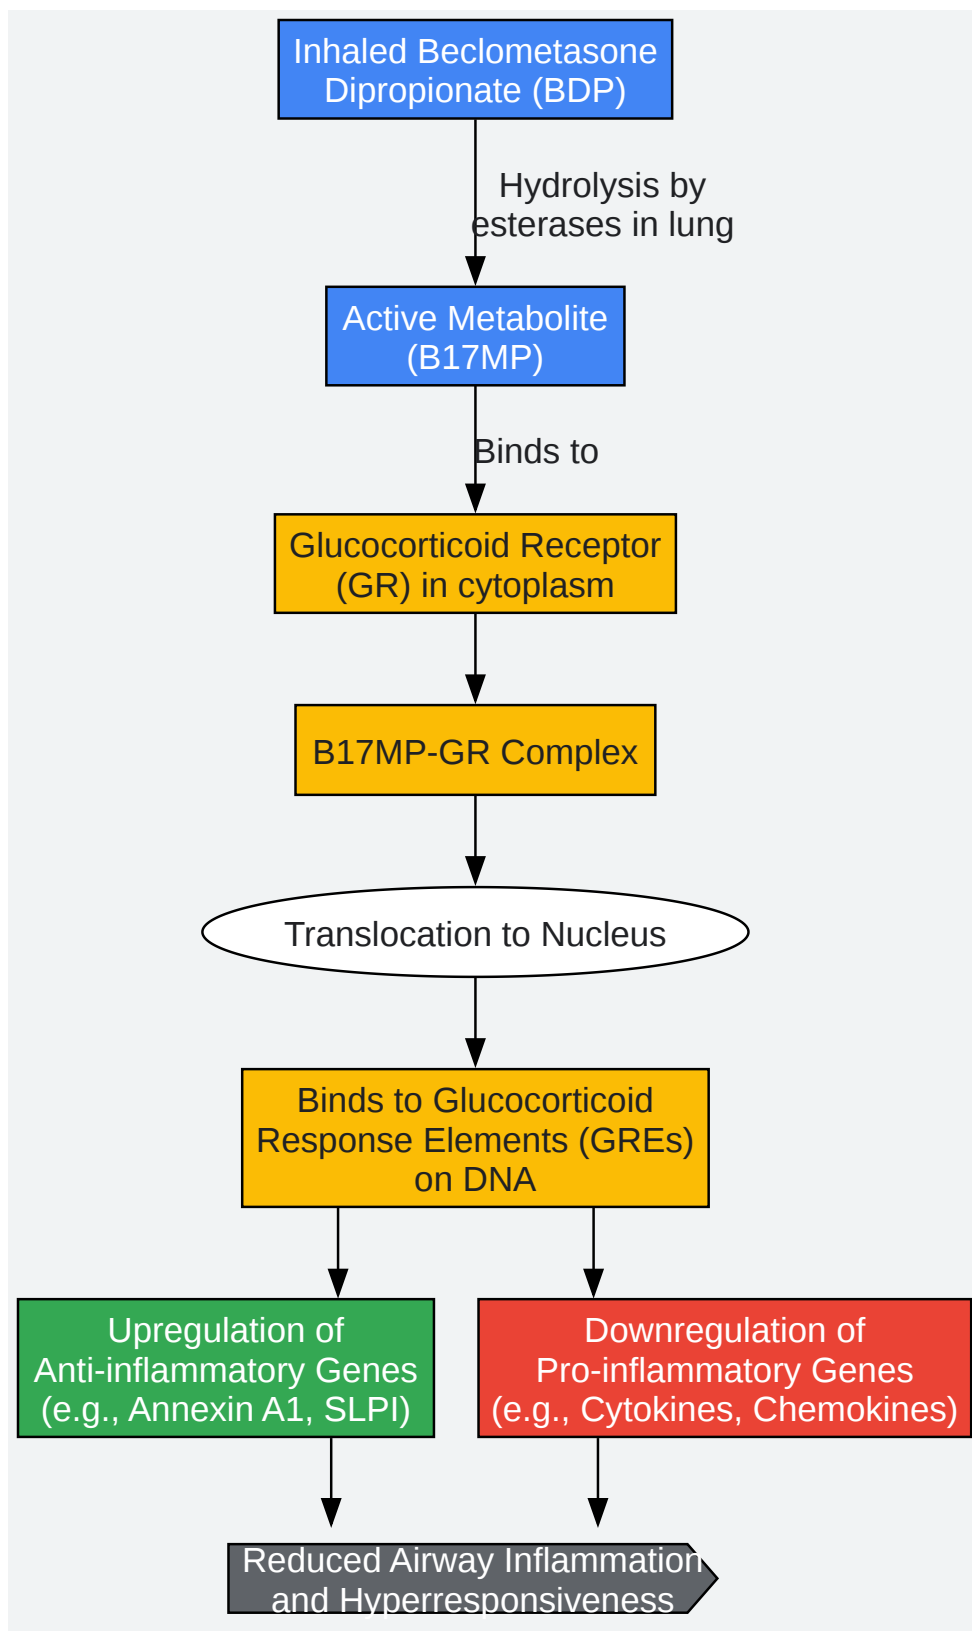 Inhaled Beclometasone
Dipropionate (BDP)
Hydrolysis by
esterases in lung
Active Metabolite
(B17MP)
Binds to
Glucocorticoid Receptor
(GR) in cytoplasm
B17MP-GR Complex
Translocation to Nucleus
Binds to Glucocorticoid
Response Elements (GREs)
on DNA
Upregulation of
Anti-inflammatory Genes
(e.g., Annexin A1, SLPI)
Downregulation of
Pro-inflammatory Genes
(e.g., Cytokines, Chemokines)
Reduced Airway Inflammation
and Hyperresponsiveness